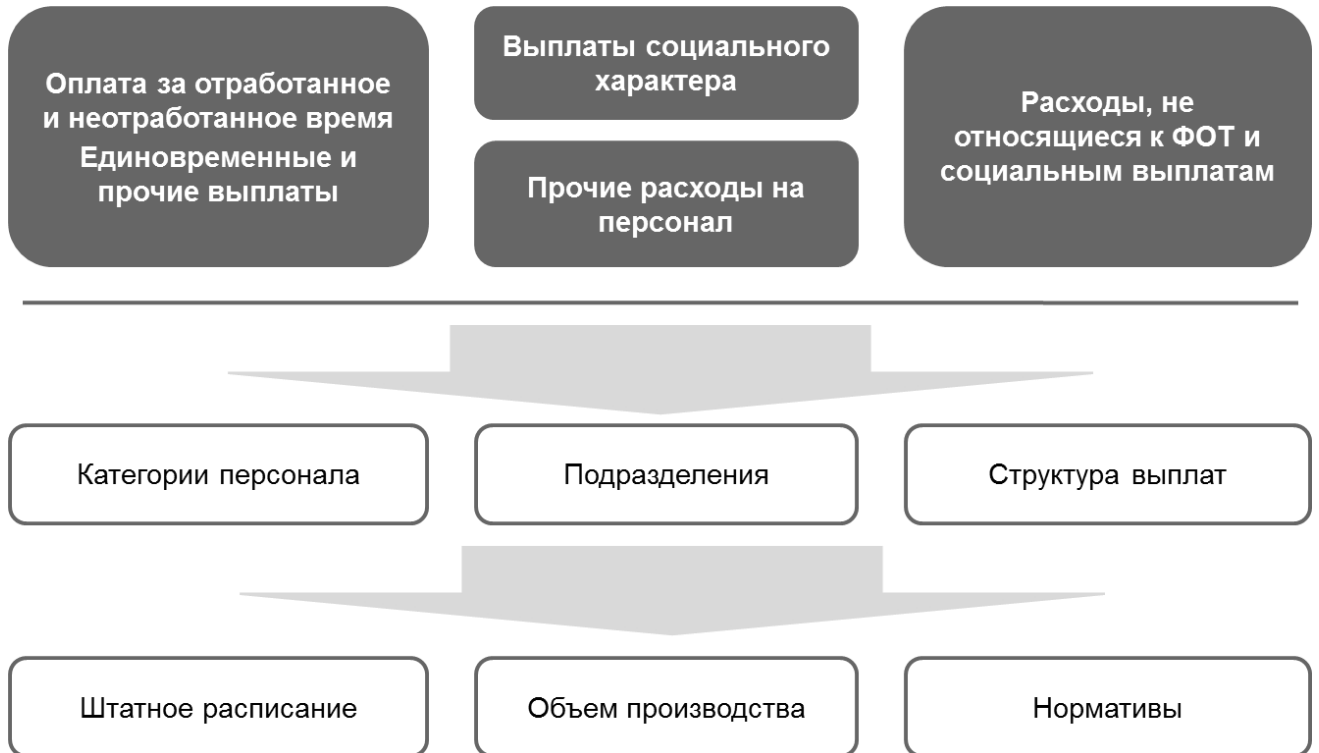 Оплата за отработанное
и неотработанное время
Единовременные и
прочие выплаты
Выплаты социального
характера
Прочие расходы на
персонал
Расходы, не
относящиеся к ФОТ и
социальным выплатам
Категории персонала
Подразделения
Структура выплат
Штатное расписание
Объем производства
Нормативы